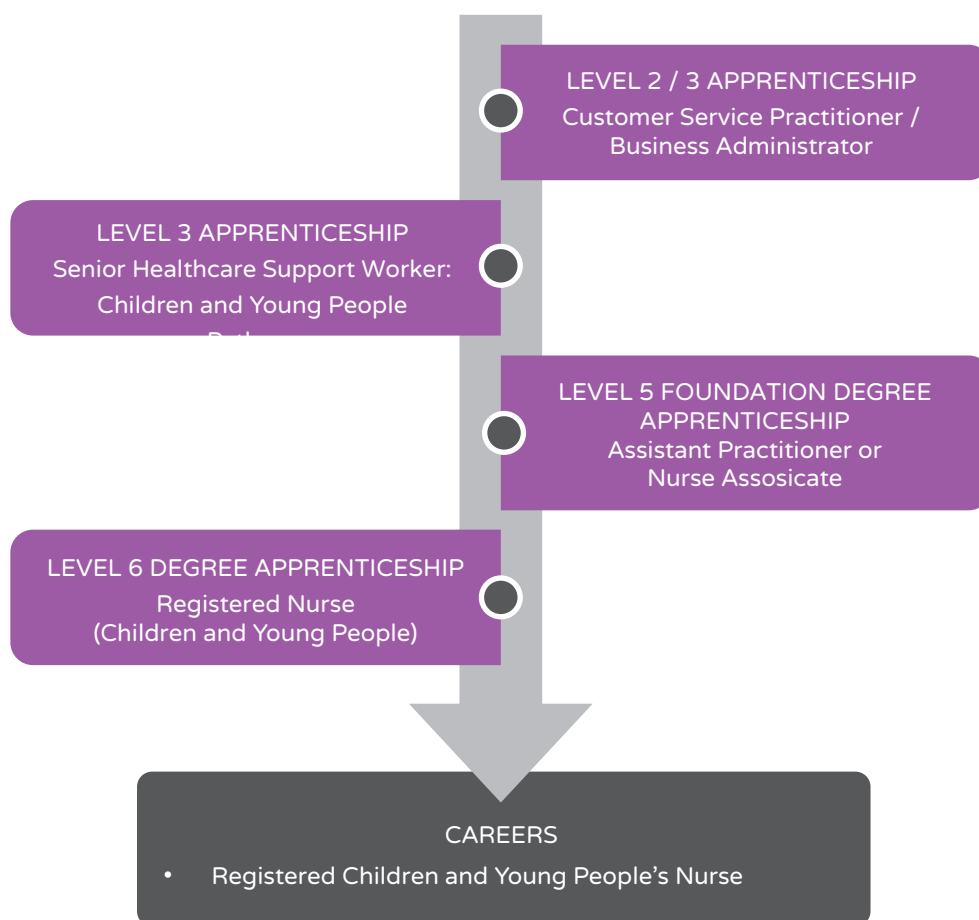 LEVEL 2 / 3 APPRENTICESHIP
Customer Service Practitioner /
Business Administrator
LEVEL 3 APPRENTICESHIP
Senior Healthcare Support Worker:
Children and Young People
LEVEL 5 FOUNDATION DEGREE
APPRENTICESHIP
Assistant Practitioner or
Nurse Assosicate
LEVEL 6 DEGREE APPRENTICESHIP
Registered Nurse
(Children and Young People)
CAREERS
• Registered Children and Young People’s Nurse